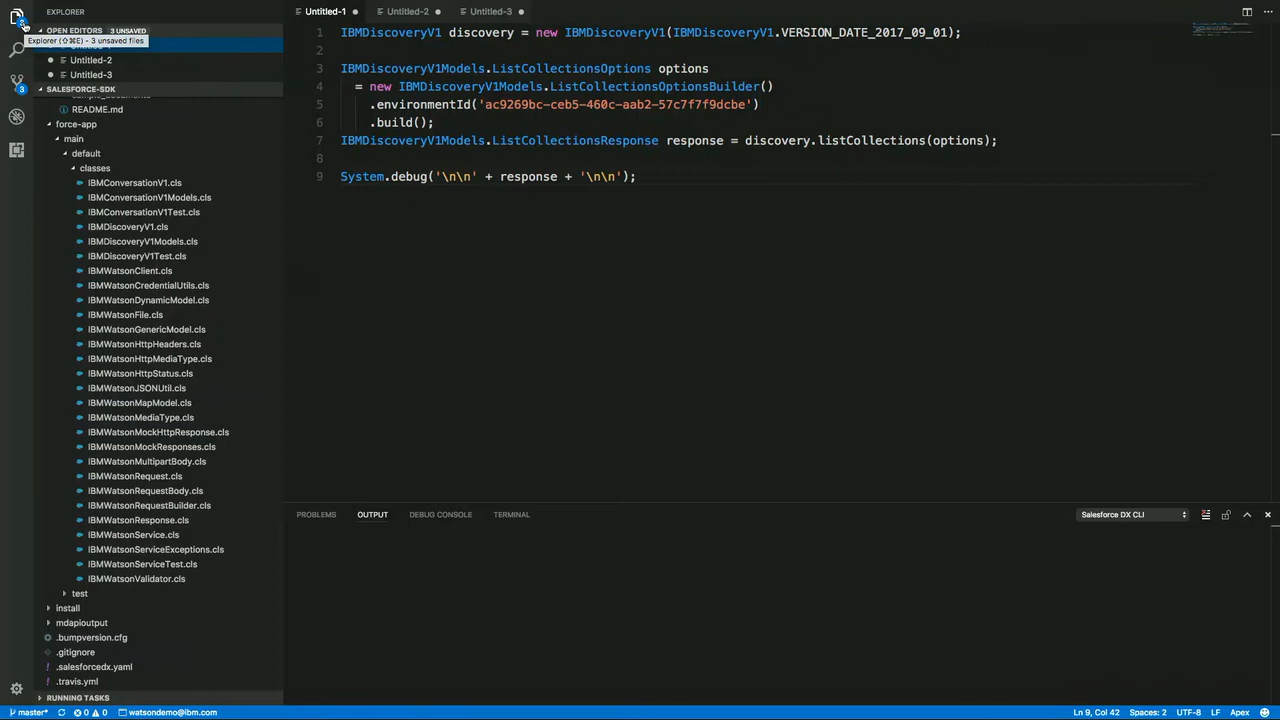 EXPLORER
Untitled-1
Untitled-2
Untitled-3
OPEN EDITORS 3 UNSAVED
Explorer (⇧⌘E) - 3 unsaved files
Untitled-2
Untitled-3
SALESFORCE-SDK
3
README.md
force-app
main
default
classes
IBMConversationV1.cls
IBMConversationV1Models.cls
IBMConversationV1Test.cls
IBMDiscoveryV1.cls
IBMDiscoveryV1Models.cls
IBMDiscoveryV1Test.cls
IBMWatsonClient.cls
IBMWatsonCredentialUtils.cls
IBMWatsonDynamicModel.cls
IBMWatsonFile.cls
IBMWatsonGenericModel.cls
IBMWatsonHttpHeaders.cls
IBMWatsonHttpMediaType.cls
IBMWatsonHttpStatus.cls
IBMWatsonJSONUtil.cls
IBMWatsonMapModel.cls
IBMWatsonMediaType.cls
IBMWatsonMockHttpResponse.cls
IBMWatsonMockResponses.cls
IBMWatsonMultipartBody.cls
IBMWatsonRequest.cls
IBMWatsonRequestBody.cls
IBMWatsonRequestBuilder.cls
IBMWatsonResponse.cls
IBMWatsonService.cls
IBMWatsonServiceExceptions.cls
IBMWatsonServiceTest.cls
IBMWatsonValidator.cls
test
install
mdapioutput
.bumpversion.cfg
.gitignore
.salesforcedx.yaml
.travis.yml
RUNNING TASKS
1 IBMDiscoveryV1 discovery = new IBMDiscoveryV1(IBMDiscoveryV1.VERSION_DATE_2017_09_01);
2
3 IBMDiscoveryV1Models.ListCollectionsOptions options
4 = new IBMDiscoveryV1Models.ListCollectionsOptionsBuilder()
5 .environmentId('ac9269bc-ceb5-460c-aab2-57c7f7f9dcbe')
6 .build();
7 IBMDiscoveryV1Models.ListCollectionsResponse response = discovery.listCollections(options);
8
9 System.debug('\n\n' + response + '\n\n');
PROBLEMS OUTPUT DEBUG CONSOLE TERMINAL
Salesforce DX CLI
master* 0 0 watsondemo@ibm.com
Ln 9, Col 42 Spaces: 2 UTF-8 LF Apex